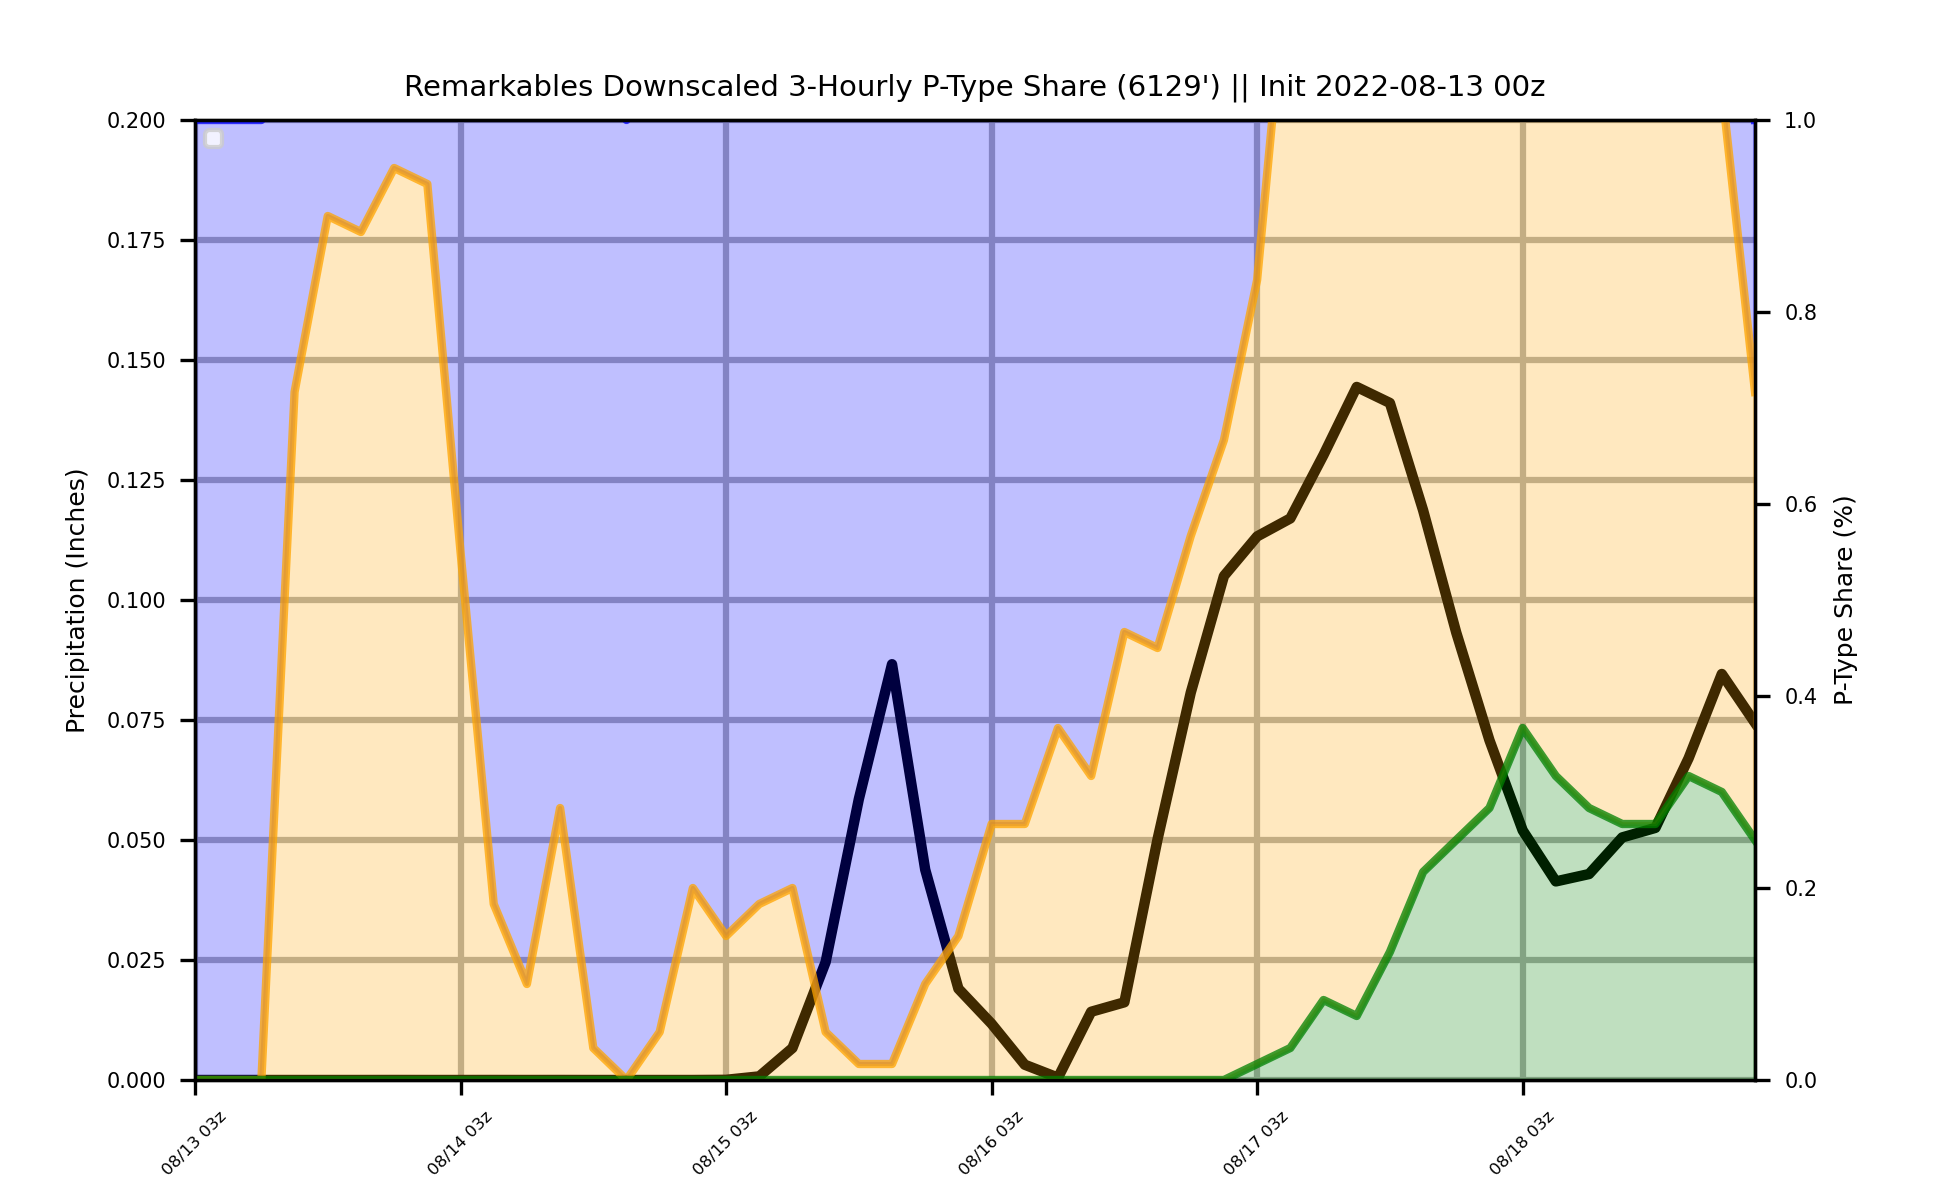 Remarkables Downscaled 3-Hourly P-Type Share (6129') || Init 2022-08-13 00z
Precipitation (Inches)
0.200
0.175
0.150
0.125
0.100
0.075
0.050
0.025
0.000
1.0
0.8
0.6
0.4
0.2
0.0
P-Type Share (%)
08/13 03z
08/14 03z
08/15 03z
08/16 03z
08/17 03z
08/18 03z